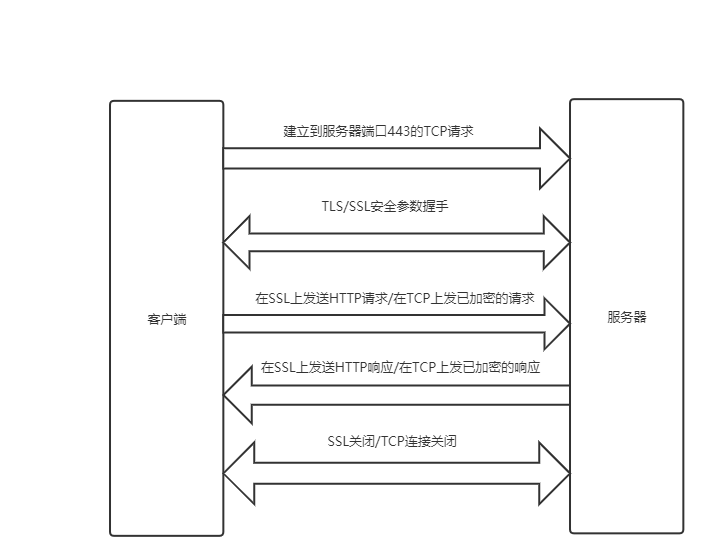 建立到服务器端口443的TCP请求
TLS/SSL安全参数握手
在SSL上发送HTTP请求/在TCP上发已加密的请求
客户端
服务器
在SSL上发送HTTP响应/在TCP上发已加密的响应
SSL关闭/TCP连接关闭